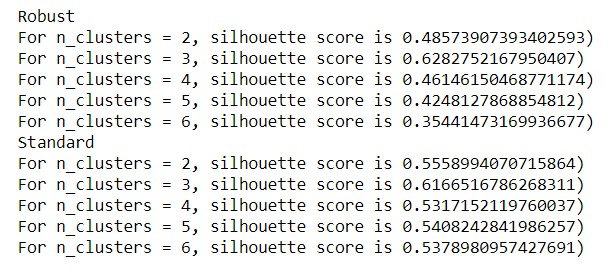 Robust
For n_clusters = 2, silhouette score is 0.48573907393402593)
For n_clusters = 3, silhouette score is 0.6282752167950407)
For n_clusters = 4, silhouette score is 0.46146150468771174)
For n_clusters = 5, silhouette score is 0.4248127868854812)
For n_clusters = 6, silhouette score is 0.35441473169936677)
Standard
For n_clusters = 2, silhouette score is 0.5558994070715864)
For n_clusters = 3, silhouette score is 0.6166516786268311)
For n_clusters = 4, silhouette score is 0.5317152119760037)
For n_clusters = 5, silhouette score is 0.5408242841986257)
For n_clusters = 6, silhouette score is 0.5378980957427691)